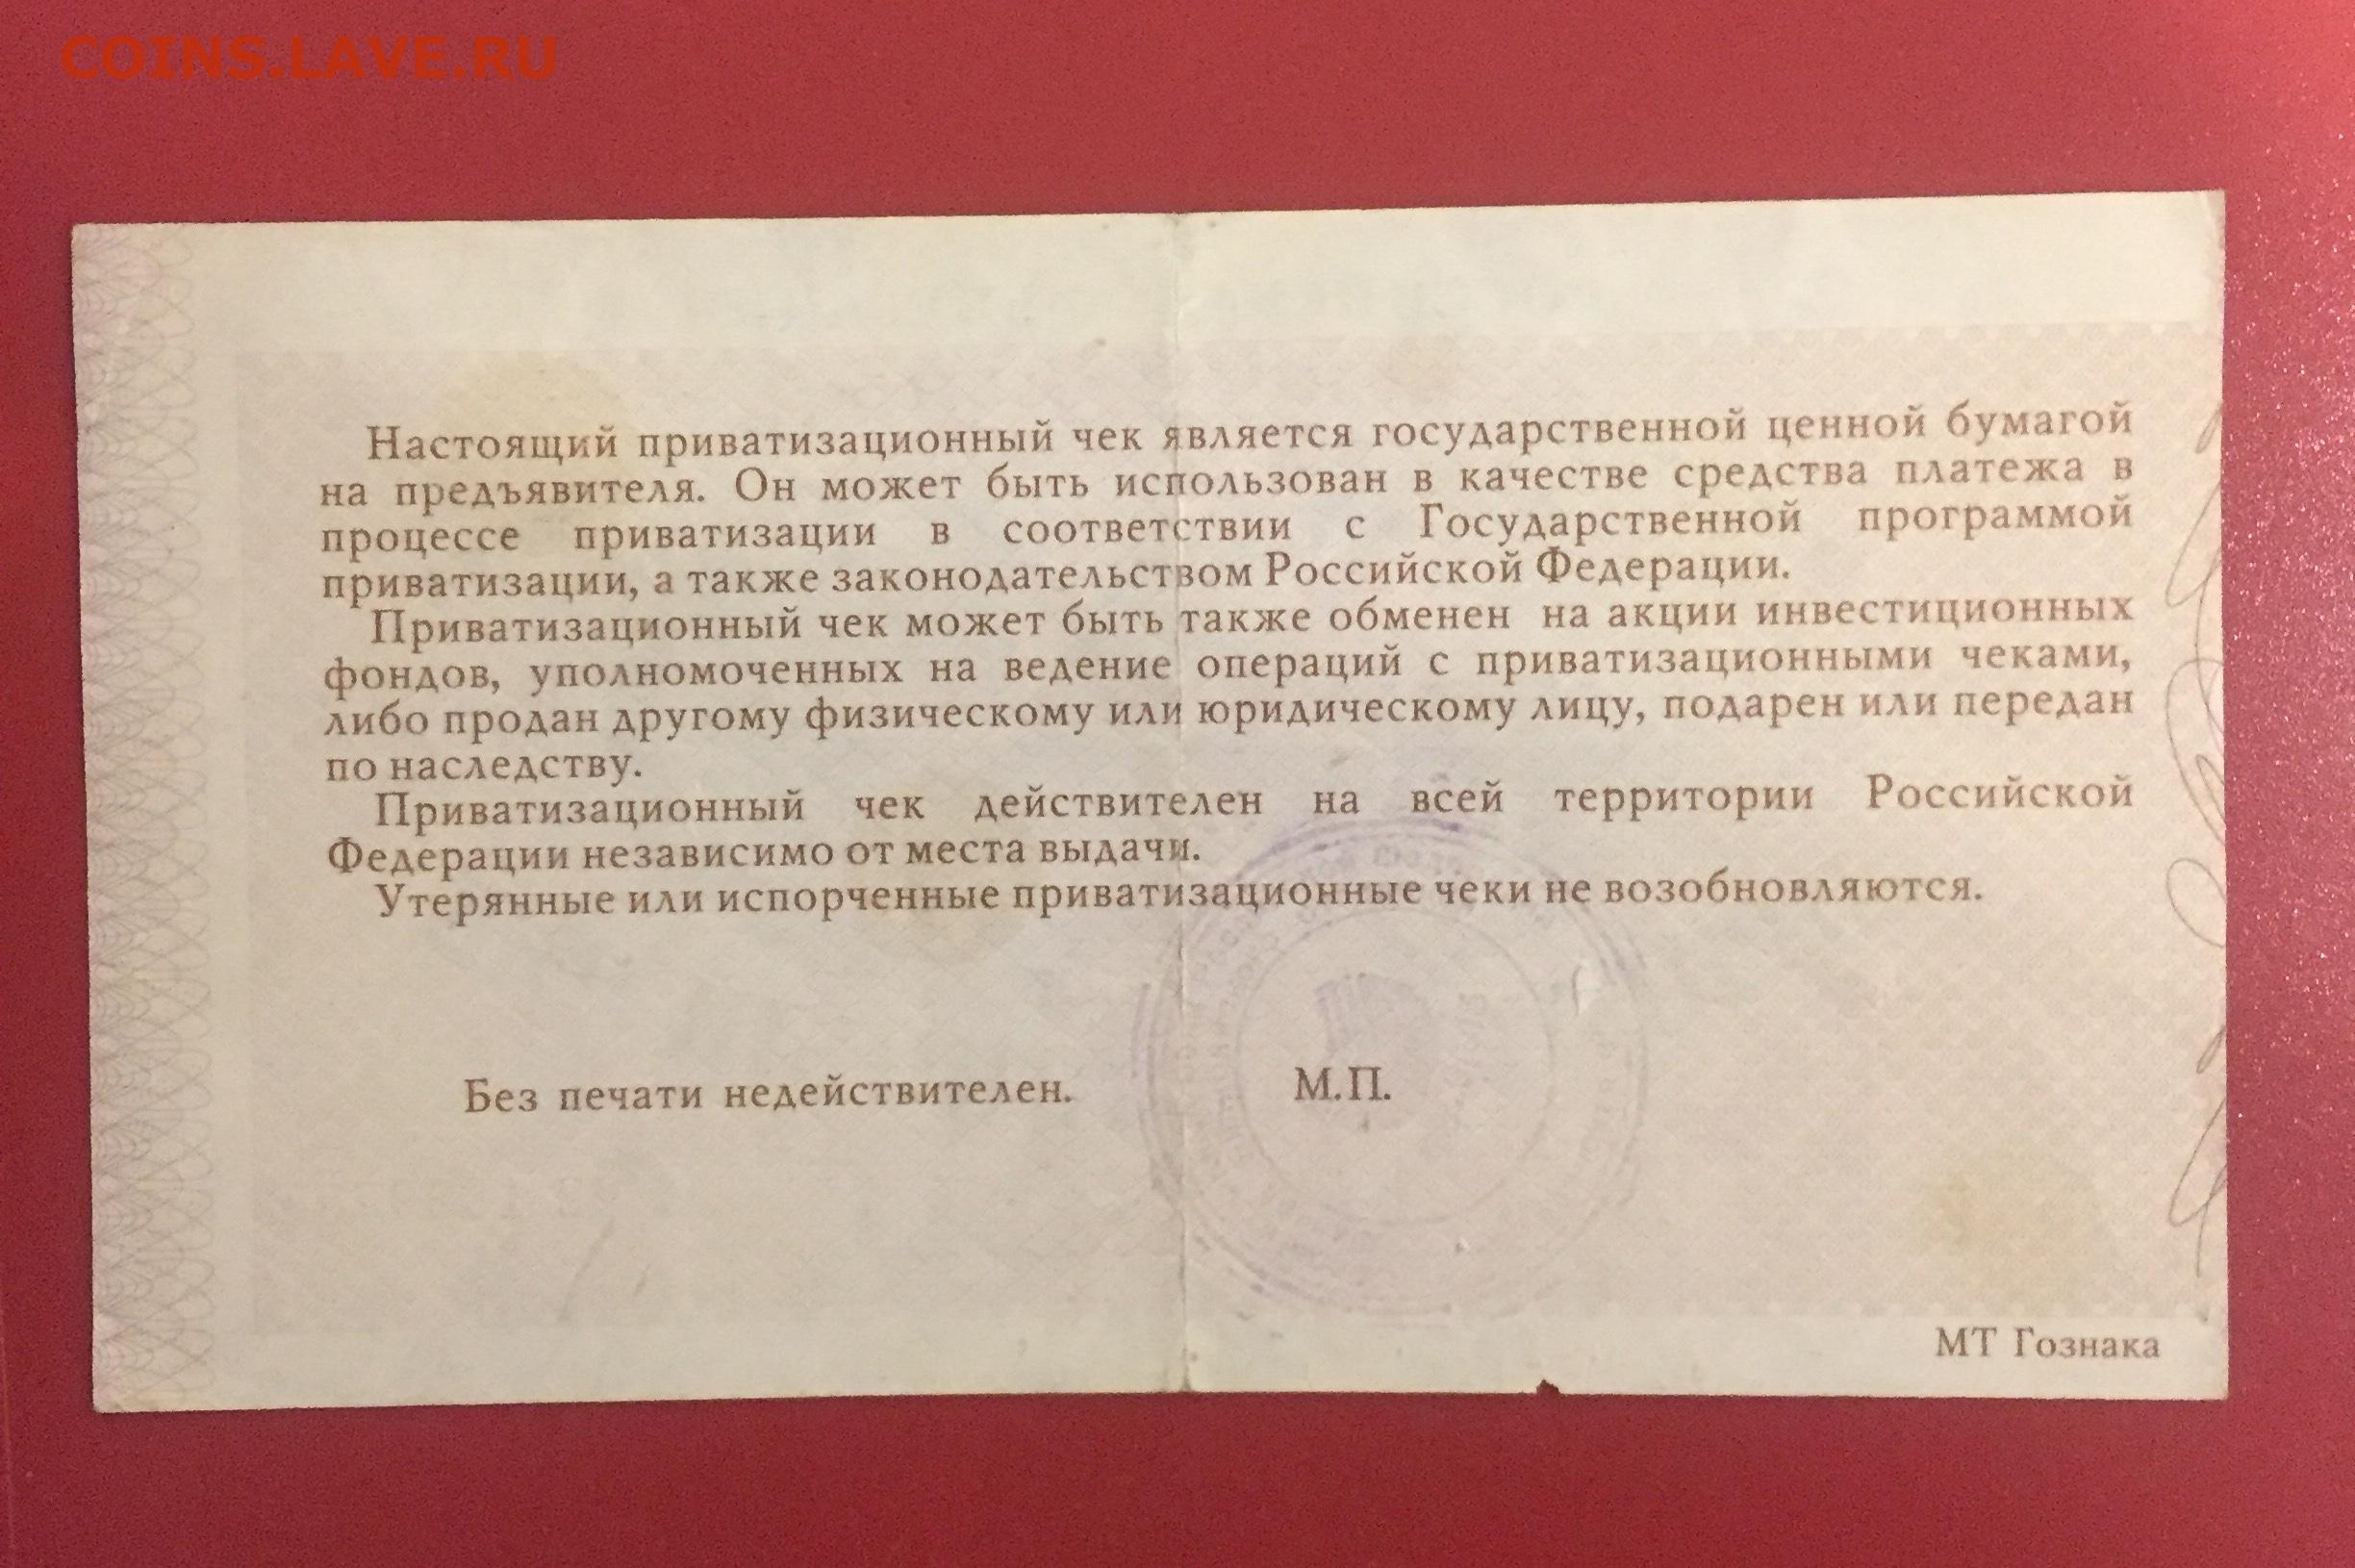 COINS.LAVE.RU
Настоящий приватизационный чек является государственной ценной бумагой
на предъявителя. Он может быть использован в качестве средства платежа в
процессе приватизации в соответствии с Государственной программой
приватизации, а также законодательством Российской Федерации.
Приватизационный чек может быть также обменен на акции инвестиционных
фондов, уполномоченных на ведение операций с приватизационными чеками,
либо продан другому физическому или юридическому лицу, подарен или передан
по наследству.
Приватизационный чек действителен на всей территории Российской
Федерации независимо от места выдачи.
Утерянные или испорченные приватизационные чеки не возобновляются.
Без печати недействителен. М.П.
МТ Гознака